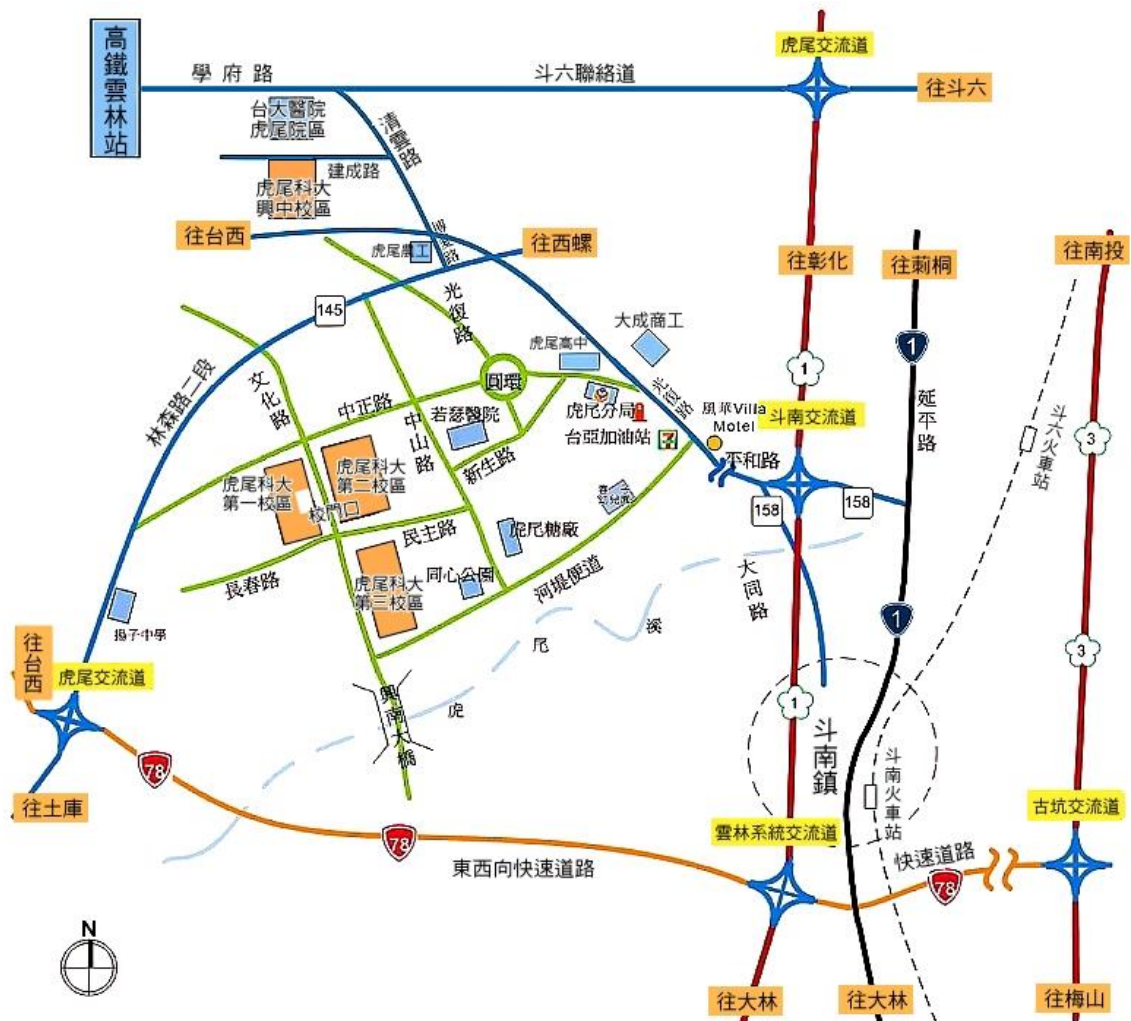 高鐵雲林站
學府路
斗六聯絡道
虎尾交流道
往斗六
台大醫院
虎尾院區
清雲路
建成路
虎尾科大
興中校區
往台西
虎尾農工
往西螺
往彰化
往莿桐
往南投
145
光復路
大成商工
虎尾高中
1
1
圓環
林森路二段
文化路
中正路
中山路
若瑟醫院
虎尾分局
台亞加油站
7
光復路
風華Villa
Motel
斗南交流道
延平路
斗六火車站
3
平和路
新生路
虎尾科大
第二校區
虎尾科大
第一校區
校門口
158
158
民主路
虎尾糖廠
長春路
虎尾科大
第三校區
同心公園
河堤便道
大同路
揚子中學
虎
尾
溪
1
3
往台西
虎尾交流道
興南大橋
1
斗南鎮
斗南火車站
78
往土庫
78
東西向快速道路
雲林系統交流道
快速道路
78
古坑交流道
N
往大林
往大林
往梅山